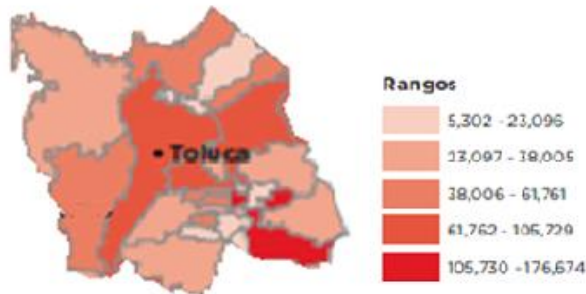 Toluca
Rangos
5,302 - 23,096
23,097 - 38,005
38,006 - 61,761
61,762 - 105,729
105,730 - 176,674